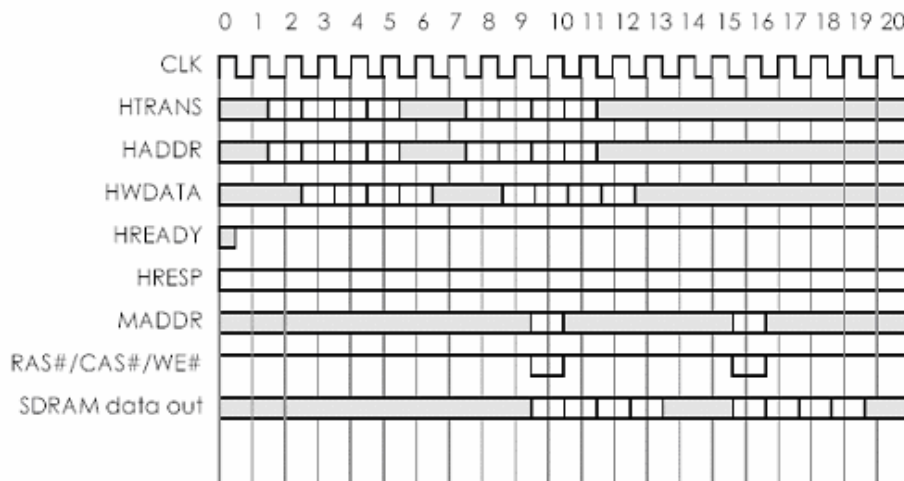 0 1 2 3 4 5 6 7 8 9 10 11 12 13 14 15 16 17 18 19 20
CLK
HTRANS
HADDR
HWDATA
HREADY
HRESP
MADDR
RAS#/CAS#/WE#
SDRAM data out